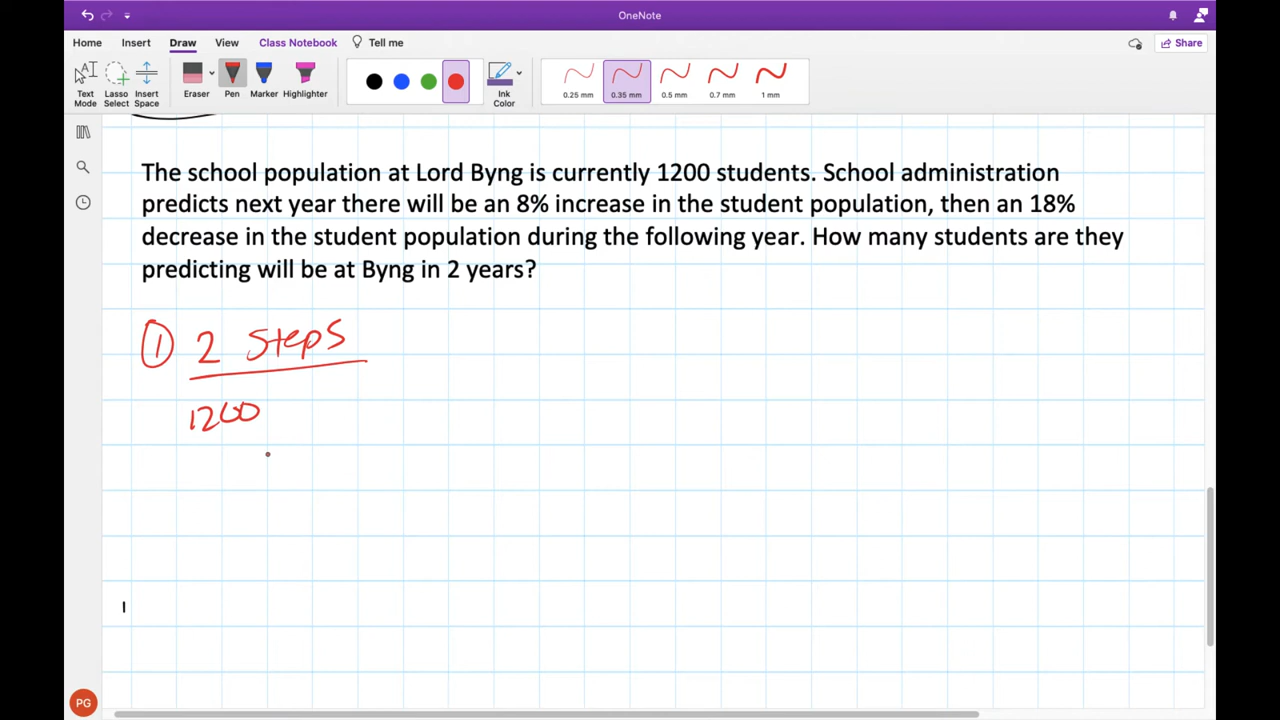 OneNote
Home Insert Draw View Class Notebook Tell me Share
Text Mode Lasso Select Insert Space Eraser Pen Marker Highlighter Ink Color 0.25 mm 0.35 mm 0.5 mm 0.7 mm 1 mm
The school population at Lord Byng is currently 1200 students. School administration
predicts next year there will be an 8% increase in the student population, then an 18%
decrease in the student population during the following year. How many students are they
predicting will be at Byng in 2 years?
① 2 Steps
1200
I
PG